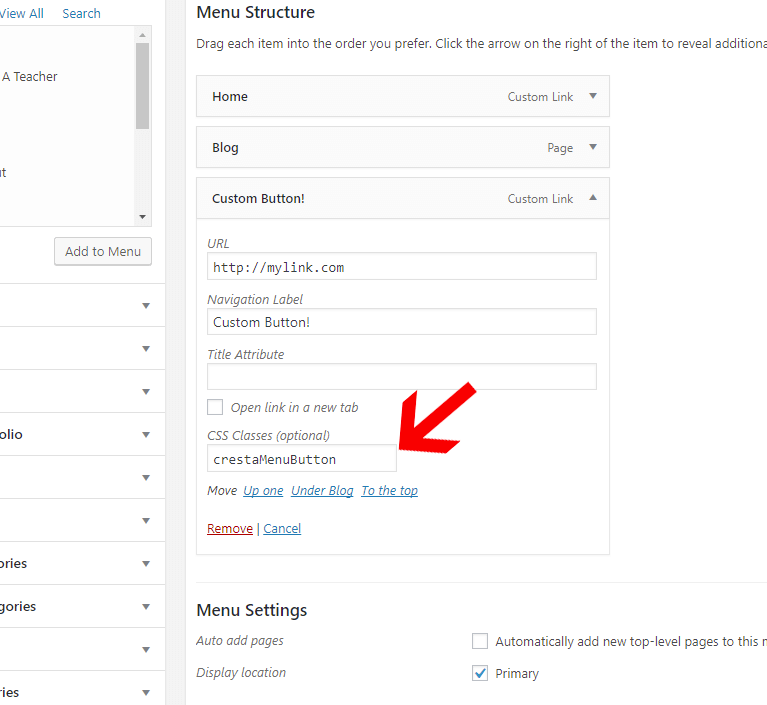 View All Search
A Teacher
Add to Menu
olio
ories
gories
ries
Menu Structure
Drag each item into the order you prefer. Click the arrow on the right of the item to reveal additiona
Home Custom Link
Blog Page
Custom Button! Custom Link
URL
http://mylink.com
Navigation Label
Custom Button!
Title Attribute
Open link in a new tab
CSS Classes (optional)
crestaMenuButton
Move Up one Under Blog To the top
Remove | Cancel
Menu Settings
Auto add pages Automatically add new top-level pages to this
Display location Primary